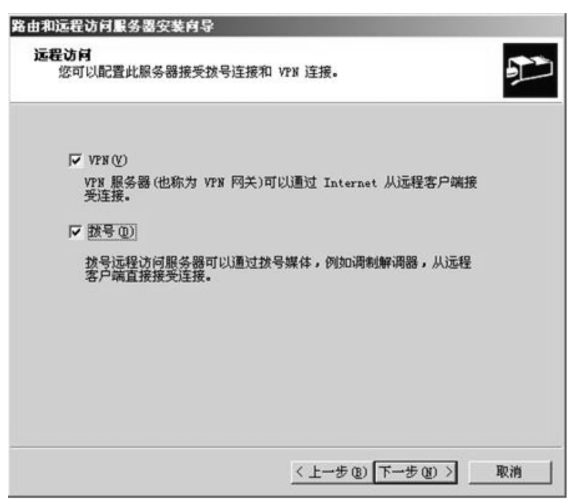 路由和远程访问服务器安装向导
远程访问
您可以配置此服务器接受拨号连接和 VPN 连接。
VPN(V)
VPN 服务器(也称为 VPN 网关)可以通过 Internet 从远程客户端接
受连接。
拨号(D)
拨号远程访问服务器可以通过拨号媒体，例如调制解调器，从远程
客户端直接接受连接。
< 上一步(B) 下一步(N) > 取消